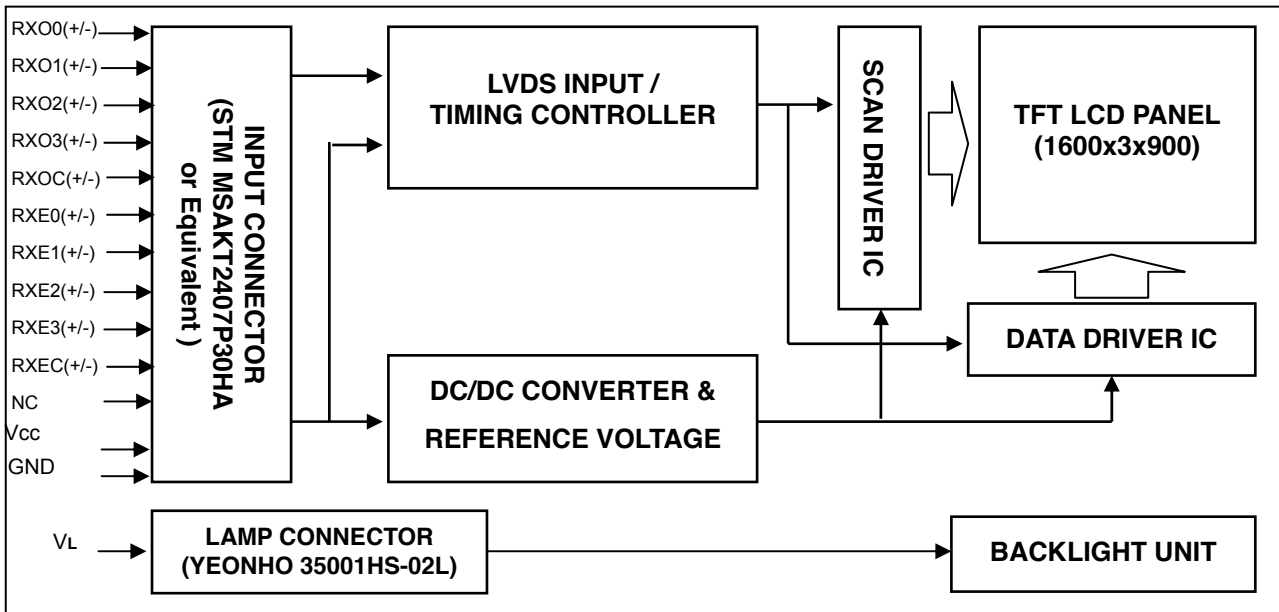 RXO0(+/-)
RXO1(+/-)
RXO2(+/-)
RXO3(+/-)
RXOC(+/-)
RXE0(+/-)
RXE1(+/-)
RXE2(+/-)
RXE3(+/-)
RXEC(+/-)
NC
Vcc
GND
VL
INPUT CONNECTOR
(STM MSAKT2407P30HA
or Equivalent )
LVDS INPUT /
TIMING CONTROLLER
DC/DC CONVERTER &
REFERENCE VOLTAGE
SCAN DRIVER IC
TFT LCD PANEL
(1600x3x900)
DATA DRIVER IC
LAMP CONNECTOR
(YEONHO 35001HS-02L)
BACKLIGHT UNIT